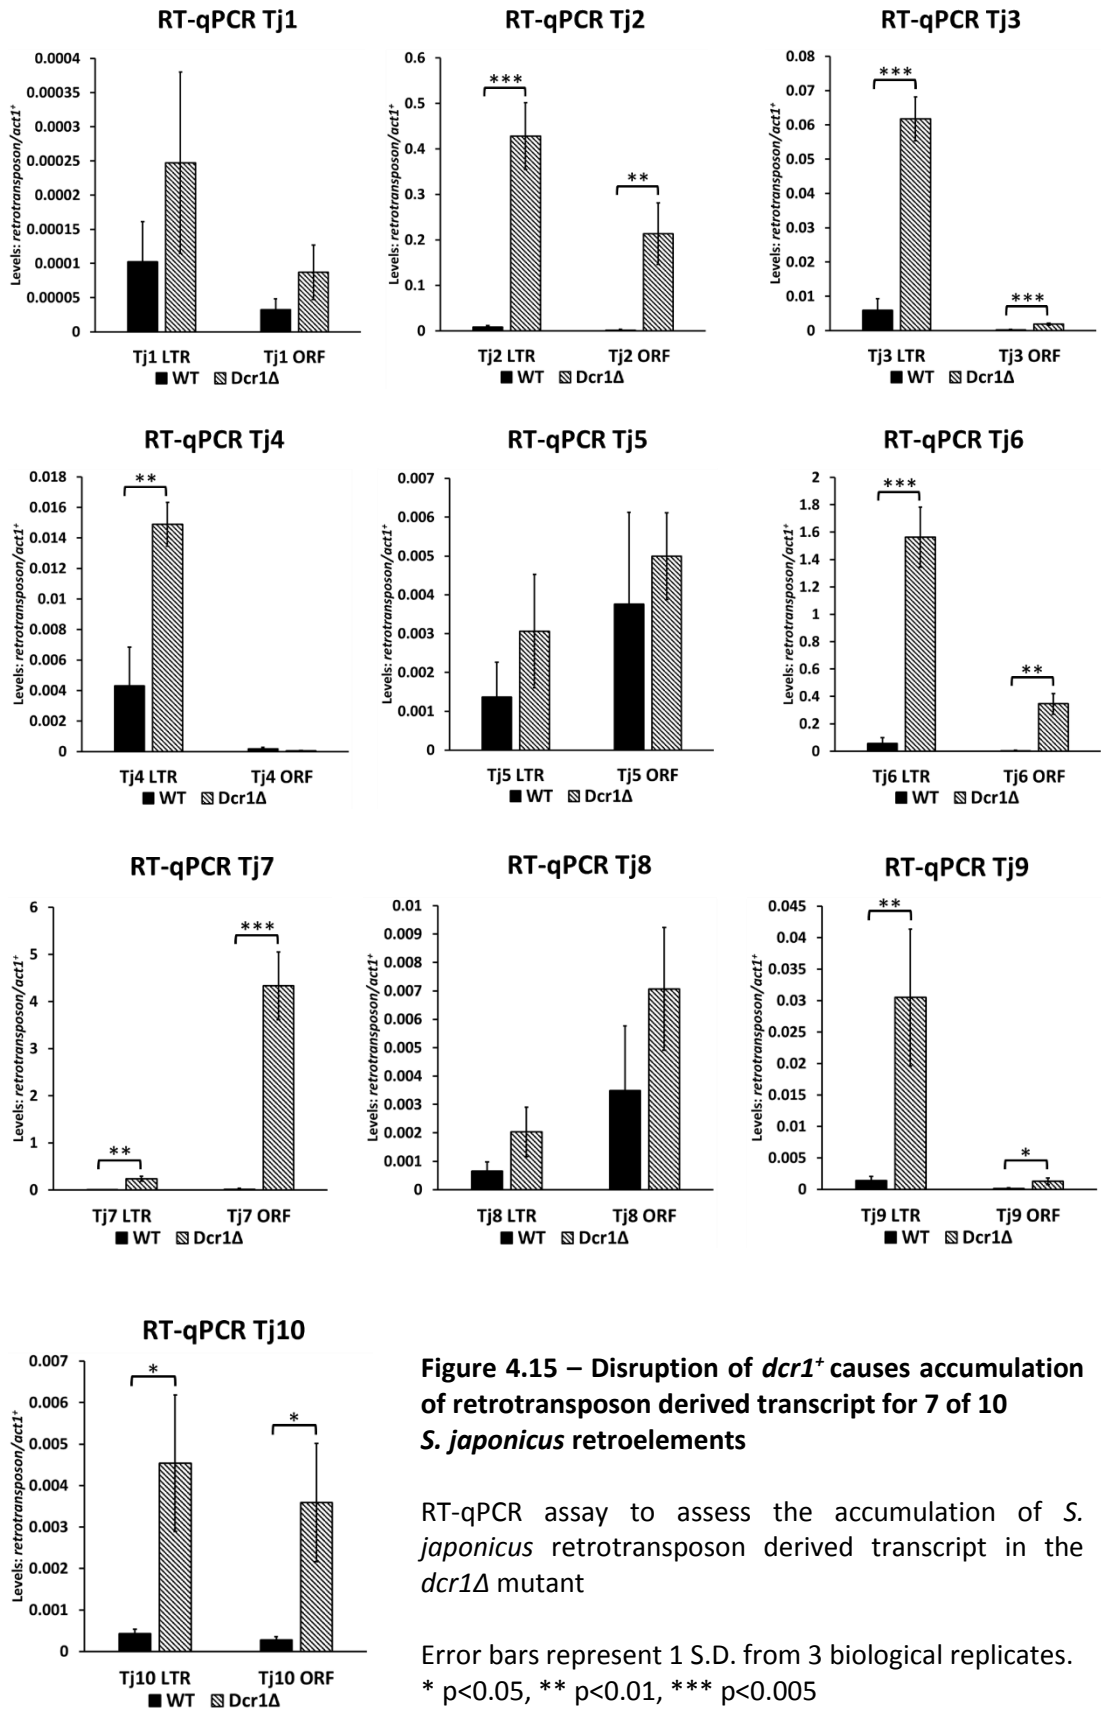 RT-qPCR Tj1
Levels: retrotransposon/act1⁺
0.0004
0.00035
0.0003
0.00025
0.0002
0.00015
0.0001
0.00005
0
Tj1 LTR Tj1 ORF
WT Dcr1Δ
RT-qPCR Tj2
Levels: retrotransposon/act1⁺
0.6
0.5
0.4
0.3
0.2
0.1
0
***
**
Tj2 LTR Tj2 ORF
WT Dcr1Δ
RT-qPCR Tj3
Levels: retrotransposon/act1⁺
0.08
0.07
0.06
0.05
0.04
0.03
0.02
0.01
0
***
***
Tj3 LTR Tj3 ORF
WT Dcr1Δ
RT-qPCR Tj4
Levels: retrotransposon/act1⁺
0.018
0.016
0.014
0.012
0.01
0.008
0.006
0.004
0.002
0
**
Tj4 LTR Tj4 ORF
WT Dcr1Δ
RT-qPCR Tj5
Levels: retrotransposon/act1⁺
0.007
0.006
0.005
0.004
0.003
0.002
0.001
0
Tj5 LTR Tj5 ORF
WT Dcr1Δ
RT-qPCR Tj6
Levels: retrotransposon/act1⁺
2
1.8
1.6
1.4
1.2
1
0.8
0.6
0.4
0.2
0
***
**
Tj6 LTR Tj6 ORF
WT Dcr1Δ
RT-qPCR Tj7
Levels: retrotransposon/act1⁺
6
5
4
3
2
1
0
**
***
Tj7 LTR Tj7 ORF
WT Dcr1Δ
RT-qPCR Tj8
Levels: retrotransposon/act1⁺
0.01
0.009
0.008
0.007
0.006
0.005
0.004
0.003
0.002
0.001
0
Tj8 LTR Tj8 ORF
WT Dcr1Δ
RT-qPCR Tj9
Levels: retrotransposon/act1⁺
0.045
0.04
0.035
0.03
0.025
0.02
0.015
0.01
0.005
0
**
*
Tj9 LTR Tj9 ORF
WT Dcr1Δ
RT-qPCR Tj10
Levels: retrotransposon/act1⁺
0.007
0.006
0.005
0.004
0.003
0.002
0.001
0
*
*
Tj10 LTR Tj10 ORF
WT Dcr1Δ
Figure 4.15 – Disruption of dcr1⁺ causes accumulation
of retrotransposon derived transcript for 7 of 10
S. japonicus retroelements
RT-qPCR assay to assess the accumulation of S.
japonicus retrotransposon derived transcript in the
dcr1Δ mutant
Error bars represent 1 S.D. from 3 biological replicates.
* p<0.05, ** p<0.01, *** p<0.005